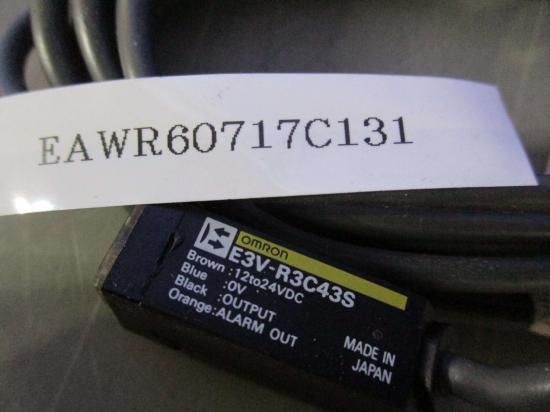 EAWR60717C131
OMRON
E3V-R3C43S
Brown :12to24VDC
Blue :0V
Black :OUTPUT
Orange:ALARM OUT
MADE IN
JAPAN